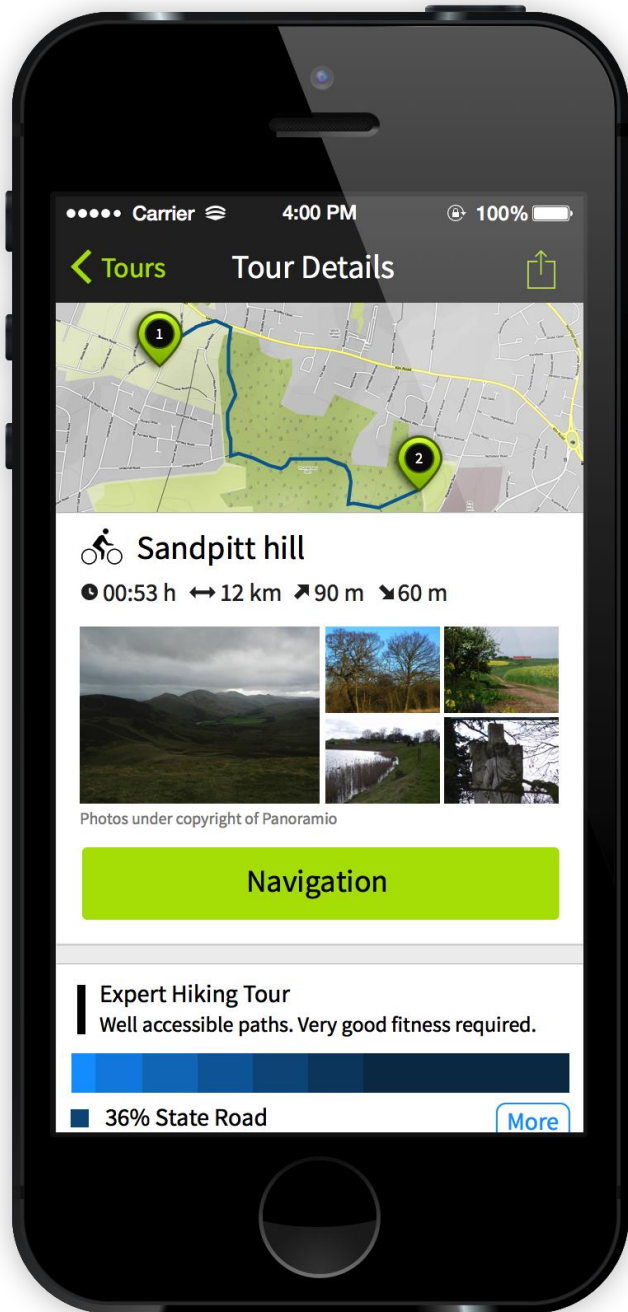 Carrier 4:00 PM 100%
Tours Tour Details
1
2
Sandpitt hill
00:53 h 12 km 90 m 60 m
Photos under copyright of Panoramio
Navigation
Expert Hiking Tour
Well accessible paths. Very good fitness required.
36% State Road More